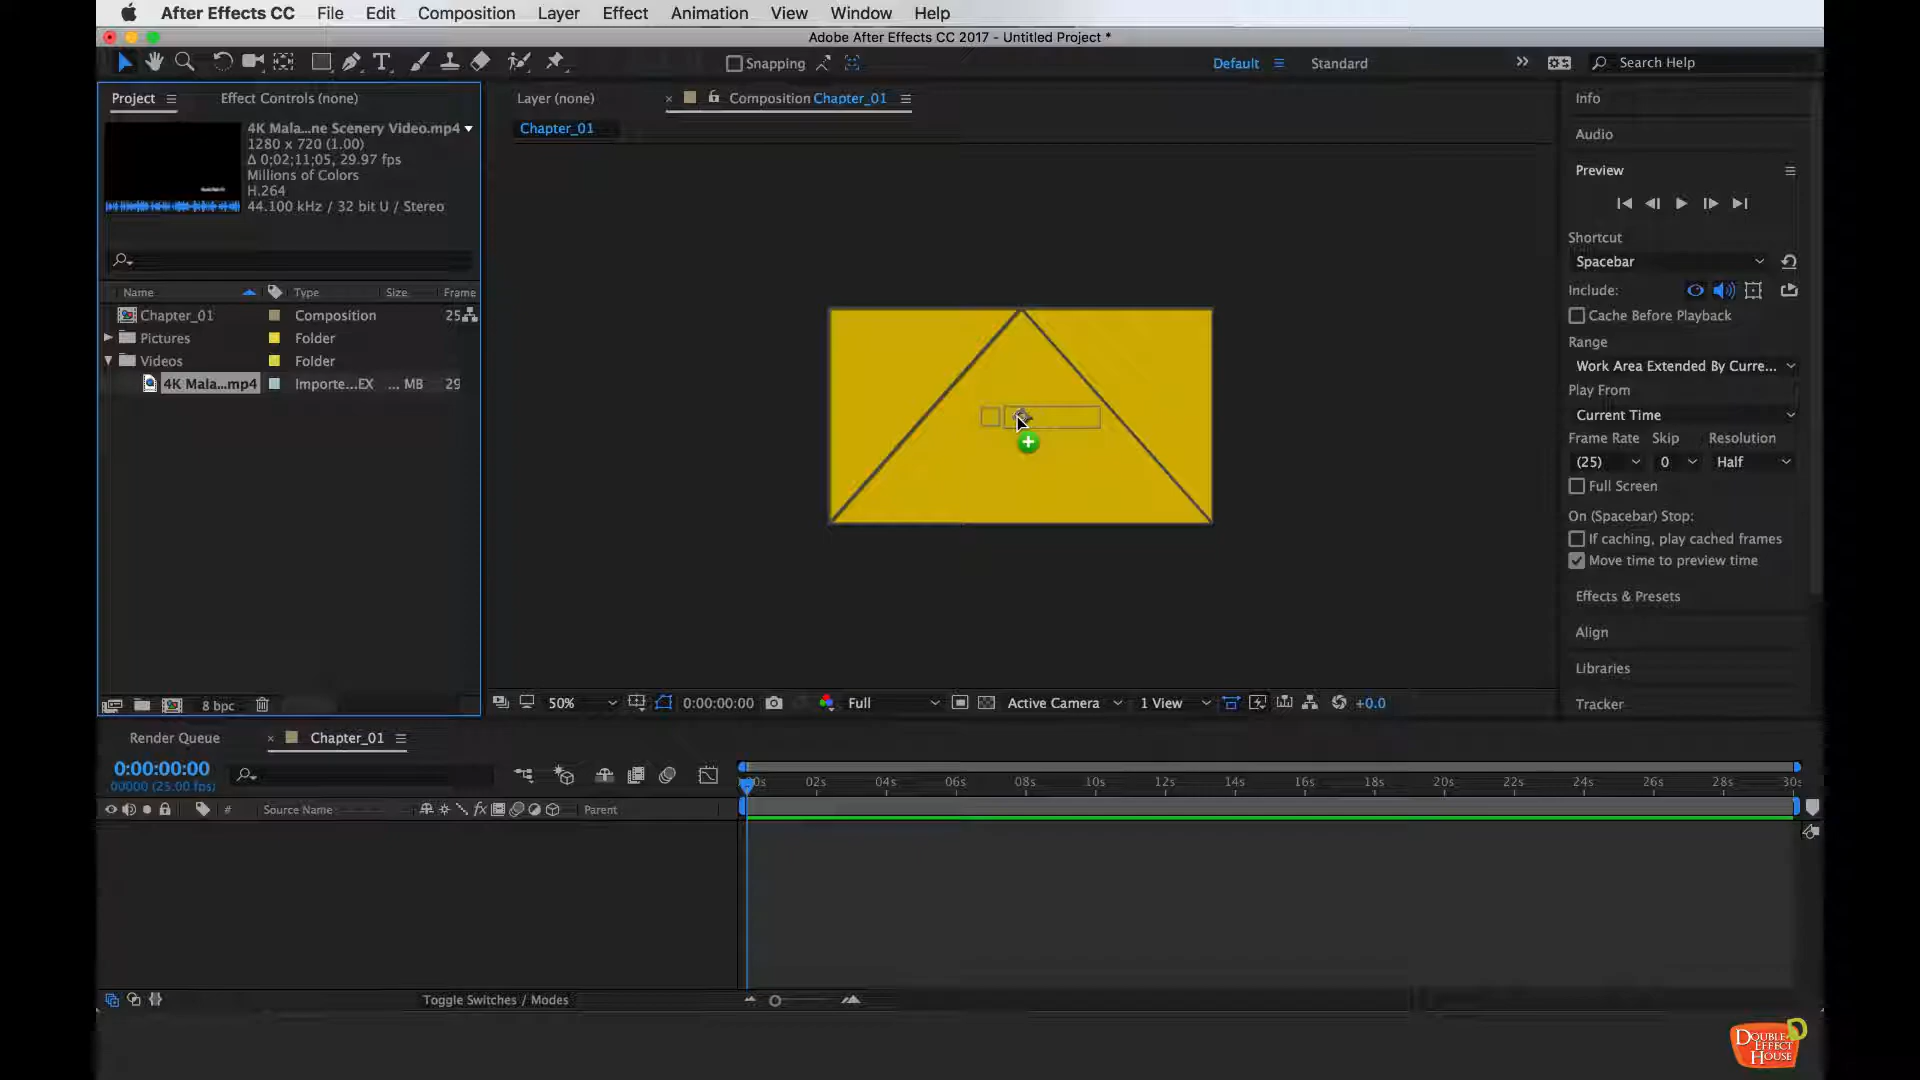 After Effects CC File Edit Composition Layer Effect Animation View Window Help
Adobe After Effects CC 2017 - Untitled Project *
Snapping
Default
Standard
Search Help
Project
Effect Controls (none)
4K Mala...ne Scenery Video.mp4
1280 x 720 (1.00)
Δ 0;02;11;05, 29.97 fps
Millions of Colors
H.264
44.100 kHz / 32 bit U / Stereo
Name Type Size Frame
Chapter_01 Composition 25
Pictures Folder
Videos Folder
4K Mala...mp4 Importe...EX ... MB 29
8 bpc
Layer (none)
Composition Chapter_01
Chapter_01
50%
0:00:00:00
Full
Active Camera
1 View
+0.0
Info
Audio
Preview
Shortcut
Spacebar
Include:
Cache Before Playback
Range
Work Area Extended By Curre...
Play From
Current Time
Frame Rate Skip Resolution
(25) 0 Half
Full Screen
On (Spacebar) Stop:
If caching, play cached frames
Move time to preview time
Effects & Presets
Align
Libraries
Tracker
Render Queue
Chapter_01
0:00:00:00
00000 (25.00 fps)
# Source Name fx Parent
02s 04s 06s 08s 10s 12s 14s 16s 18s 20s 22s 24s 26s 28s 30s
Toggle Switches / Modes
DOUBLE
EFFECT
HOUSE